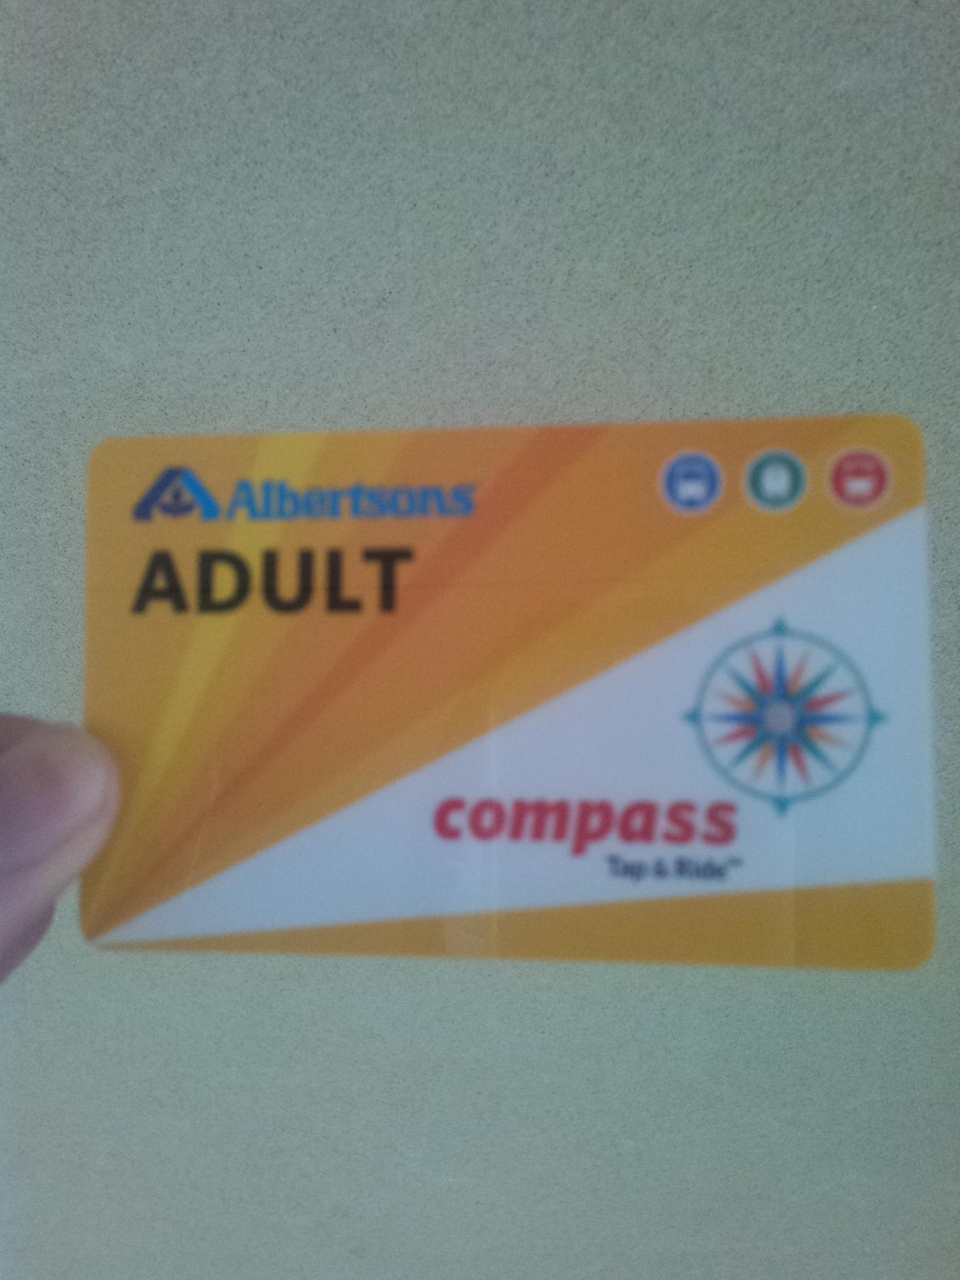 Albertsons
ADULT
compass
Tap & Ride™